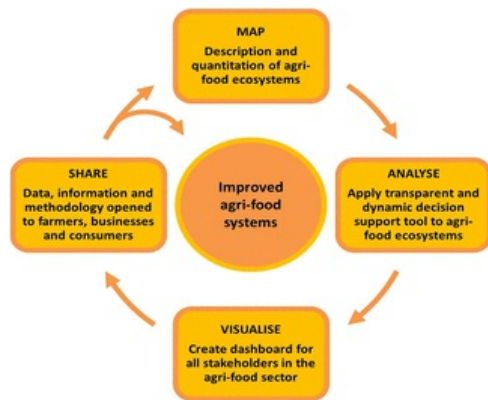 MAP
Description and
quantitation of agri-
food ecosystems
SHARE
Data, information and
methodology opened
to farmers, businesses
and consumers
Improved
agri-food
systems
ANALYSE
Apply transparent and
dynamic decision
support tool to agri-
food ecosystems
VISUALISE
Create dashboard for
all stakeholders in the
agri-food sector